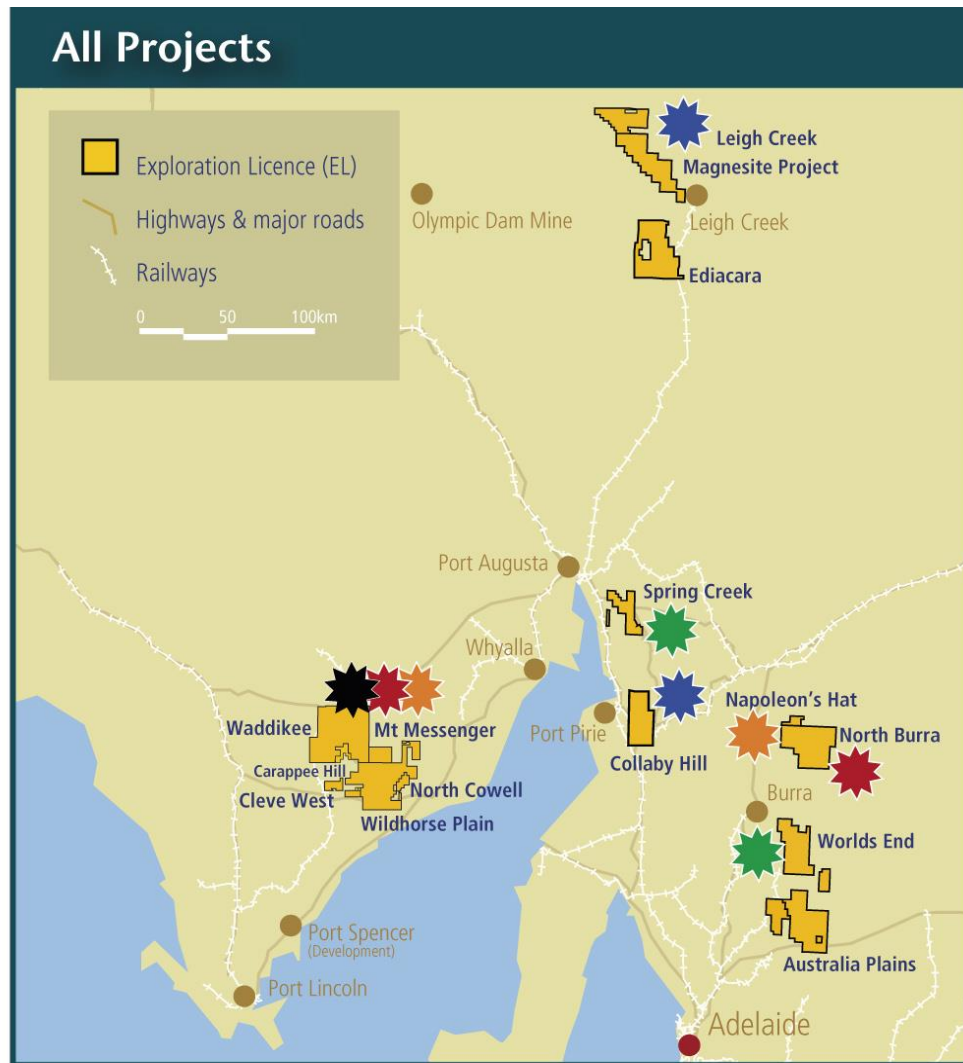 All Projects
Exploration Licence (EL)
Highways & major roads
Railways
0 50 100km
Leigh Creek
Magnesite Project
Olympic Dam Mine
Leigh Creek
Ediacara
Port Augusta
Spring Creek
Whyalla
Napoleon's Hat
Waddikee
Mt Messenger
Port Pirie
North Burra
Collaby Hill
Carappee Hill
North Cowell
Cleve West
Burra
Wildhorse Plain
Worlds End
Port Spencer
(Development)
Australia Plains
Port Lincoln
Adelaide